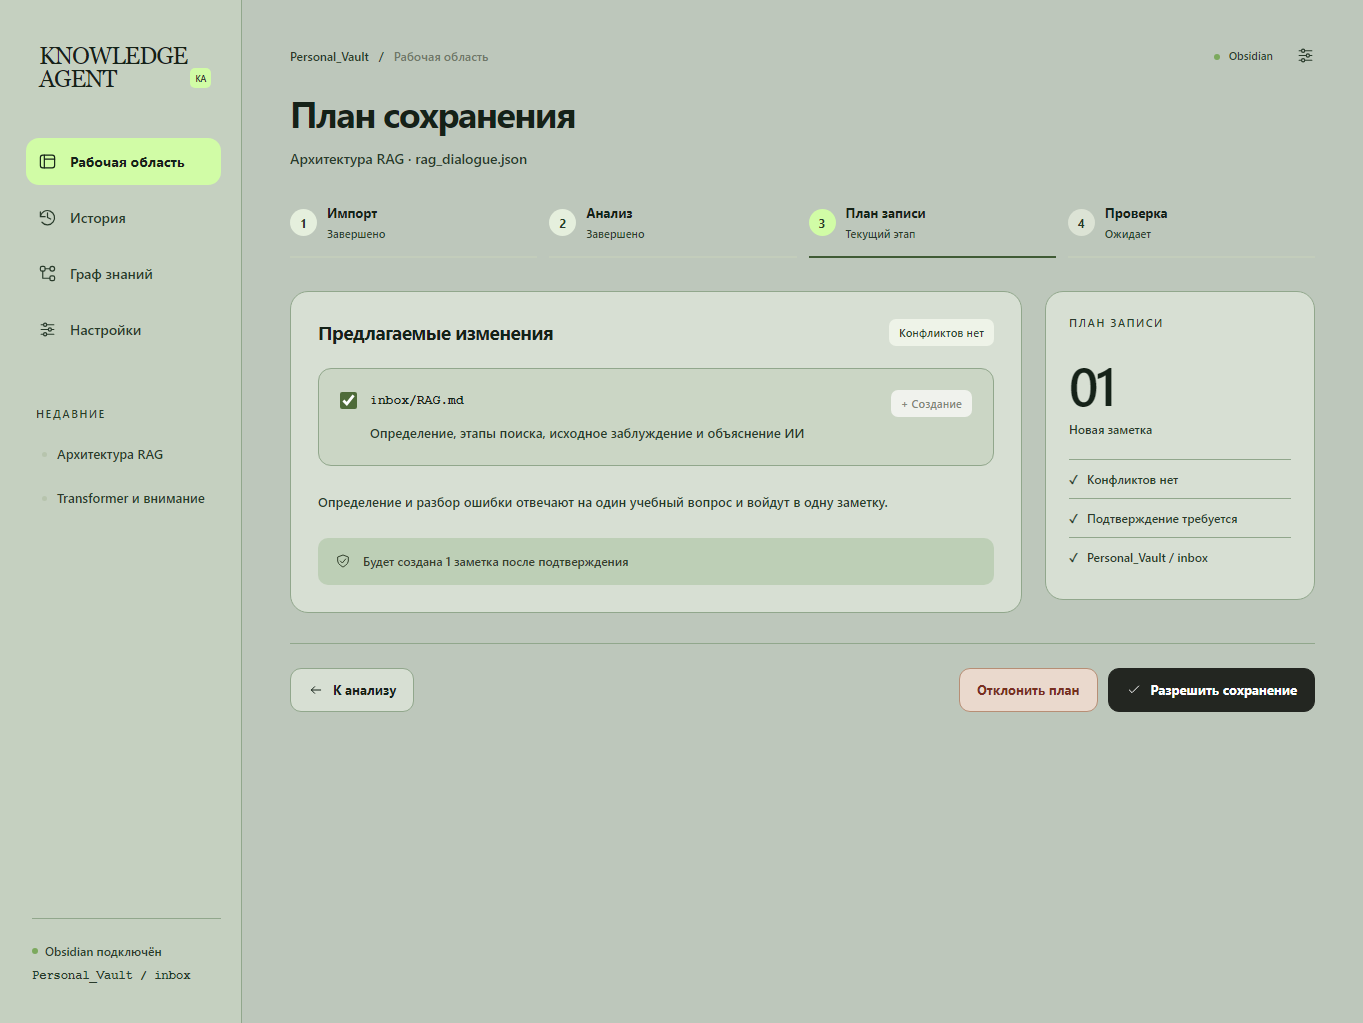 KNOWLEDGE
AGENT
KA
Рабочая область
История
Граф знаний
Настройки
НЕДАВНИЕ
Архитектура RAG
Transformer и внимание
Obsidian подключён
Personal_Vault / inbox
Personal_Vault / Рабочая область
Obsidian
План сохранения
Архитектура RAG · rag_dialogue.json
1
Импорт
Завершено
2
Анализ
Завершено
3
План записи
Текущий этап
4
Проверка
Ожидает
Предлагаемые изменения
Конфликтов нет
inbox/RAG.md
+ Создание
Определение, этапы поиска, исходное заблуждение и объяснение ИИ
Определение и разбор ошибки отвечают на один учебный вопрос и войдут в одну заметку.
Будет создана 1 заметка после подтверждения
ПЛАН ЗАПИСИ
01
Новая заметка
✓ Конфликтов нет
✓ Подтверждение требуется
✓ Personal_Vault / inbox
← К анализу
Отклонить план
✓ Разрешить сохранение